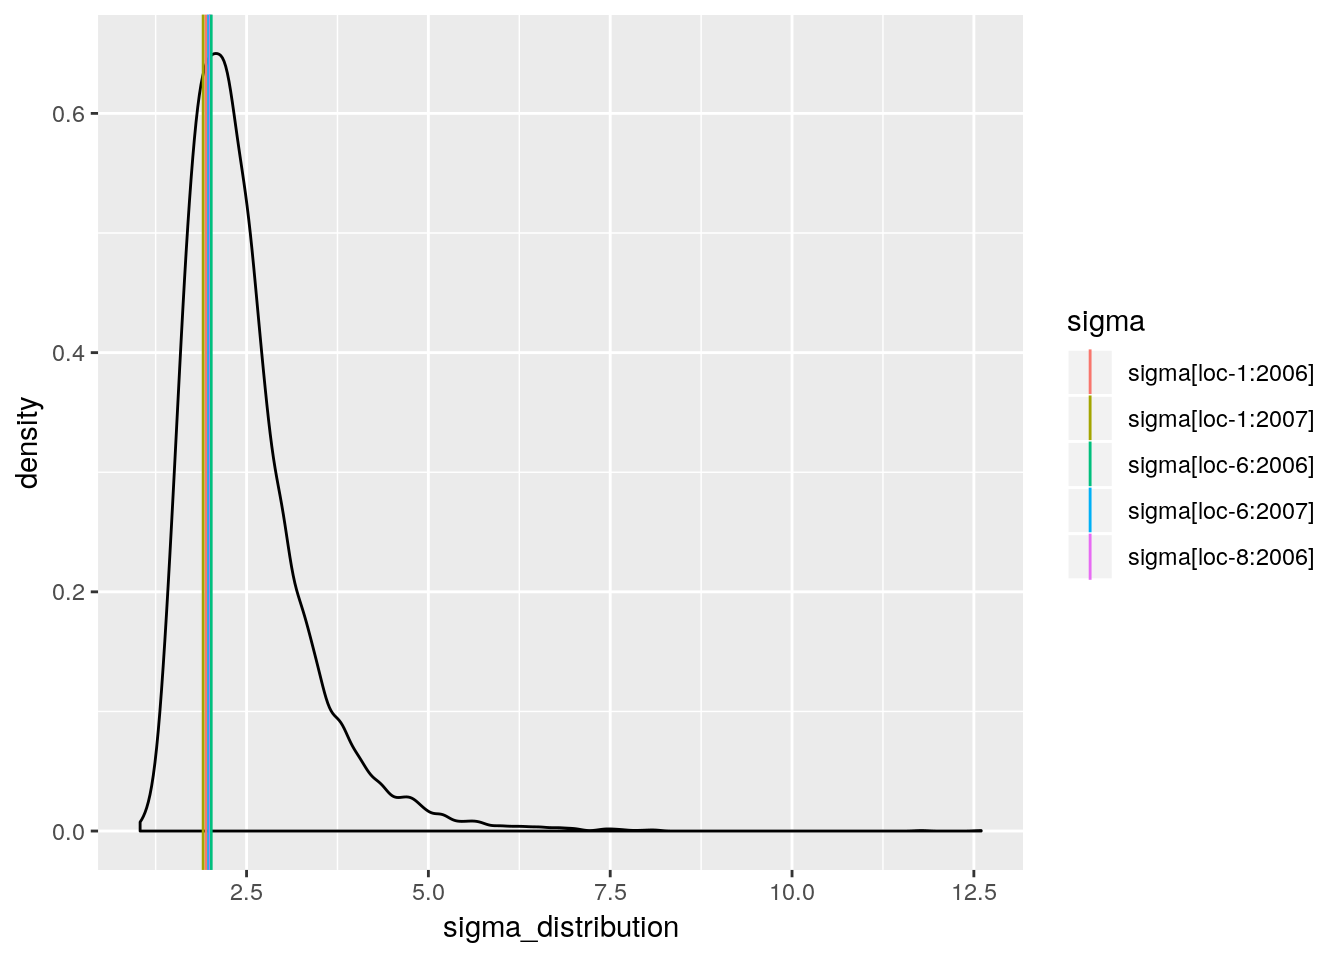 density
0.6
0.4
0.2
0.0
2.5 5.0 7.5 10.0 12.5
sigma_distribution
sigma
sigma[loc-1:2006]
sigma[loc-1:2007]
sigma[loc-6:2006]
sigma[loc-6:2007]
sigma[loc-8:2006]